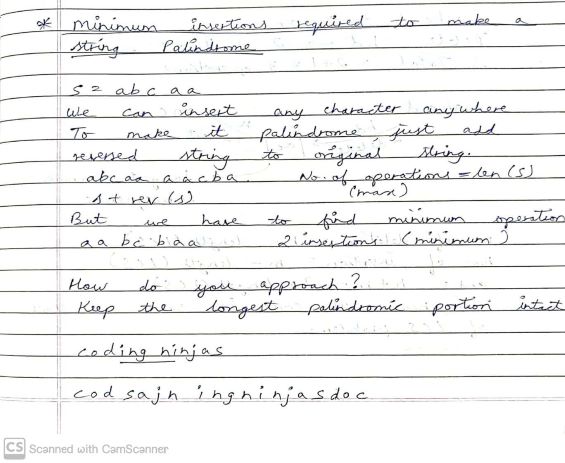 * Minimum insertions required to make a
string Palindrome
s = abcaa
We can insert any character anywhere
To make it palindrome, just add
reversed string to original string.
abcaa aacba. No. of operations = len(s)
s + rev(s) (max)
But we have to find minimum operation
aabcbaa 2 insertions (minimum)
How do you approach?
Keep the longest palindromic portion intact
coding ninjas
codsajningninjasdoc
CS Scanned with CamScanner